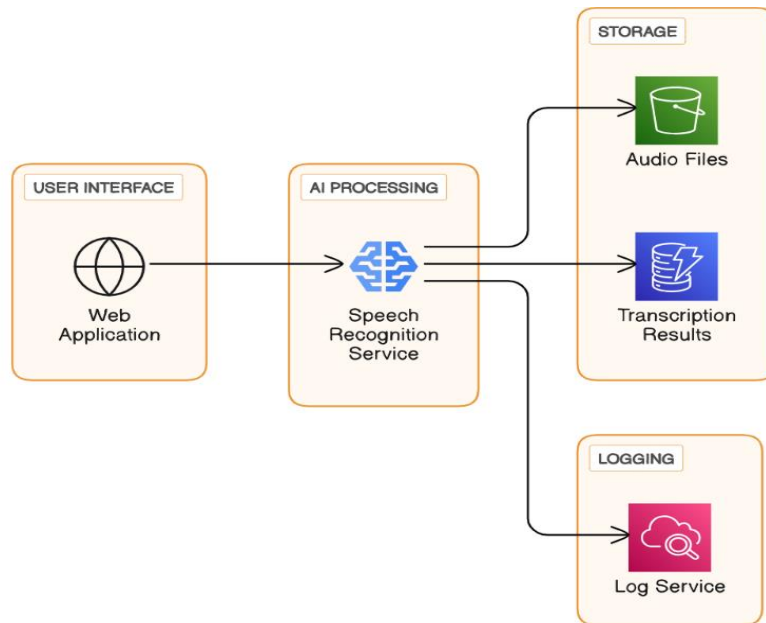 USER INTERFACE
Web
Application
AI PROCESSING
Speech
Recognition
Service
STORAGE
Audio Files
Transcription
Results
LOGGING
Log Service